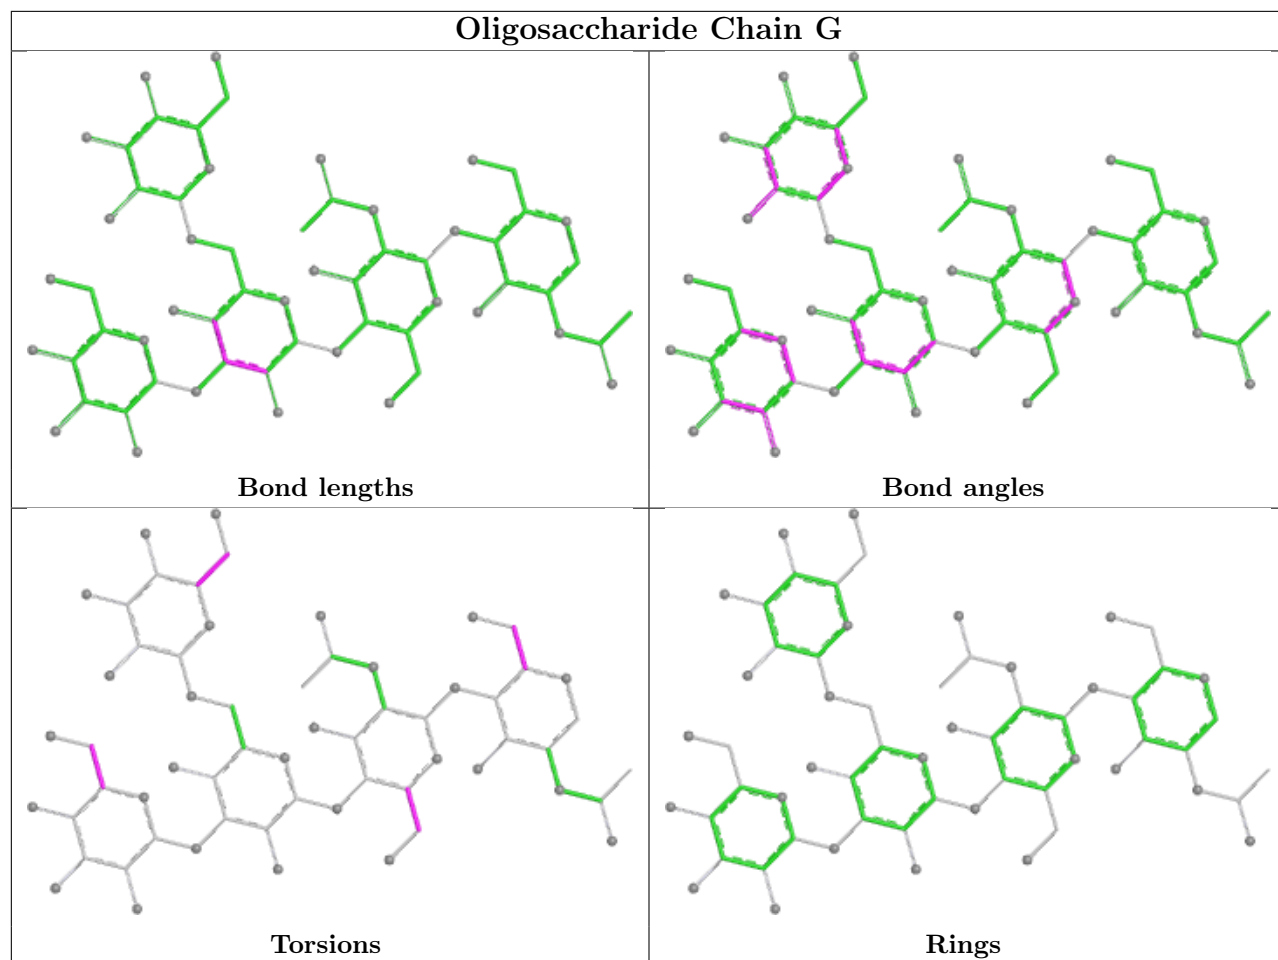 Oligosaccharide Chain G
Bond lengths
Bond angles
Torsions
Rings